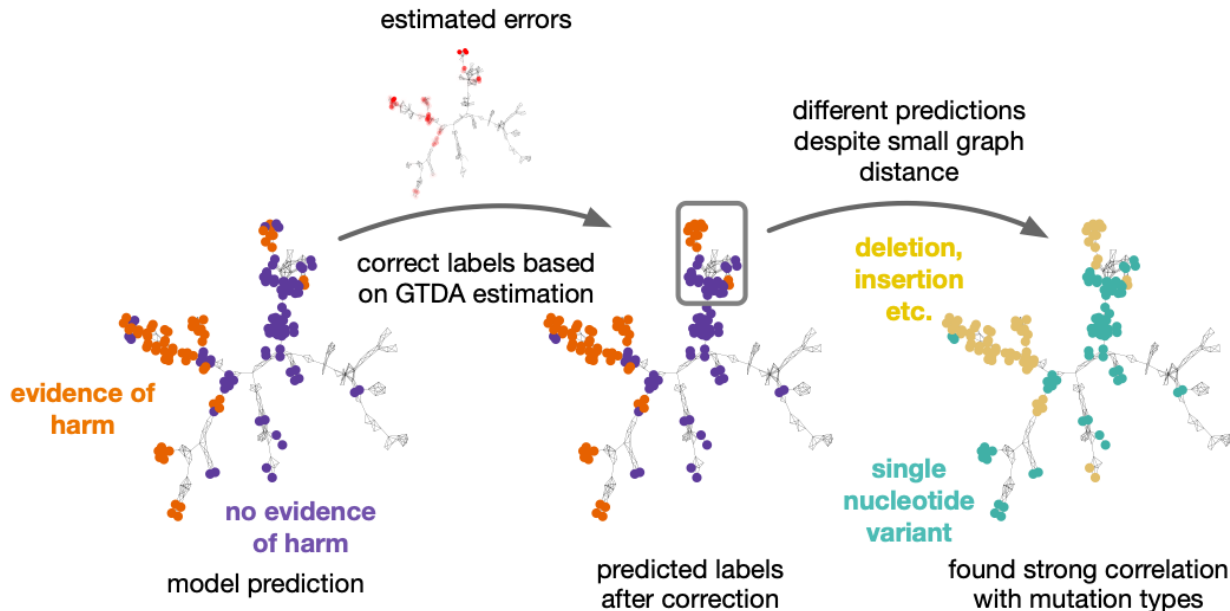 estimated errors
different predictions
despite small graph
distance
correct labels based
on GTDA estimation
deletion,
insertion
etc.
evidence of
harm
no evidence
of harm
single
nucleotide
variant
model prediction
predicted labels
after correction
found strong correlation
with mutation types